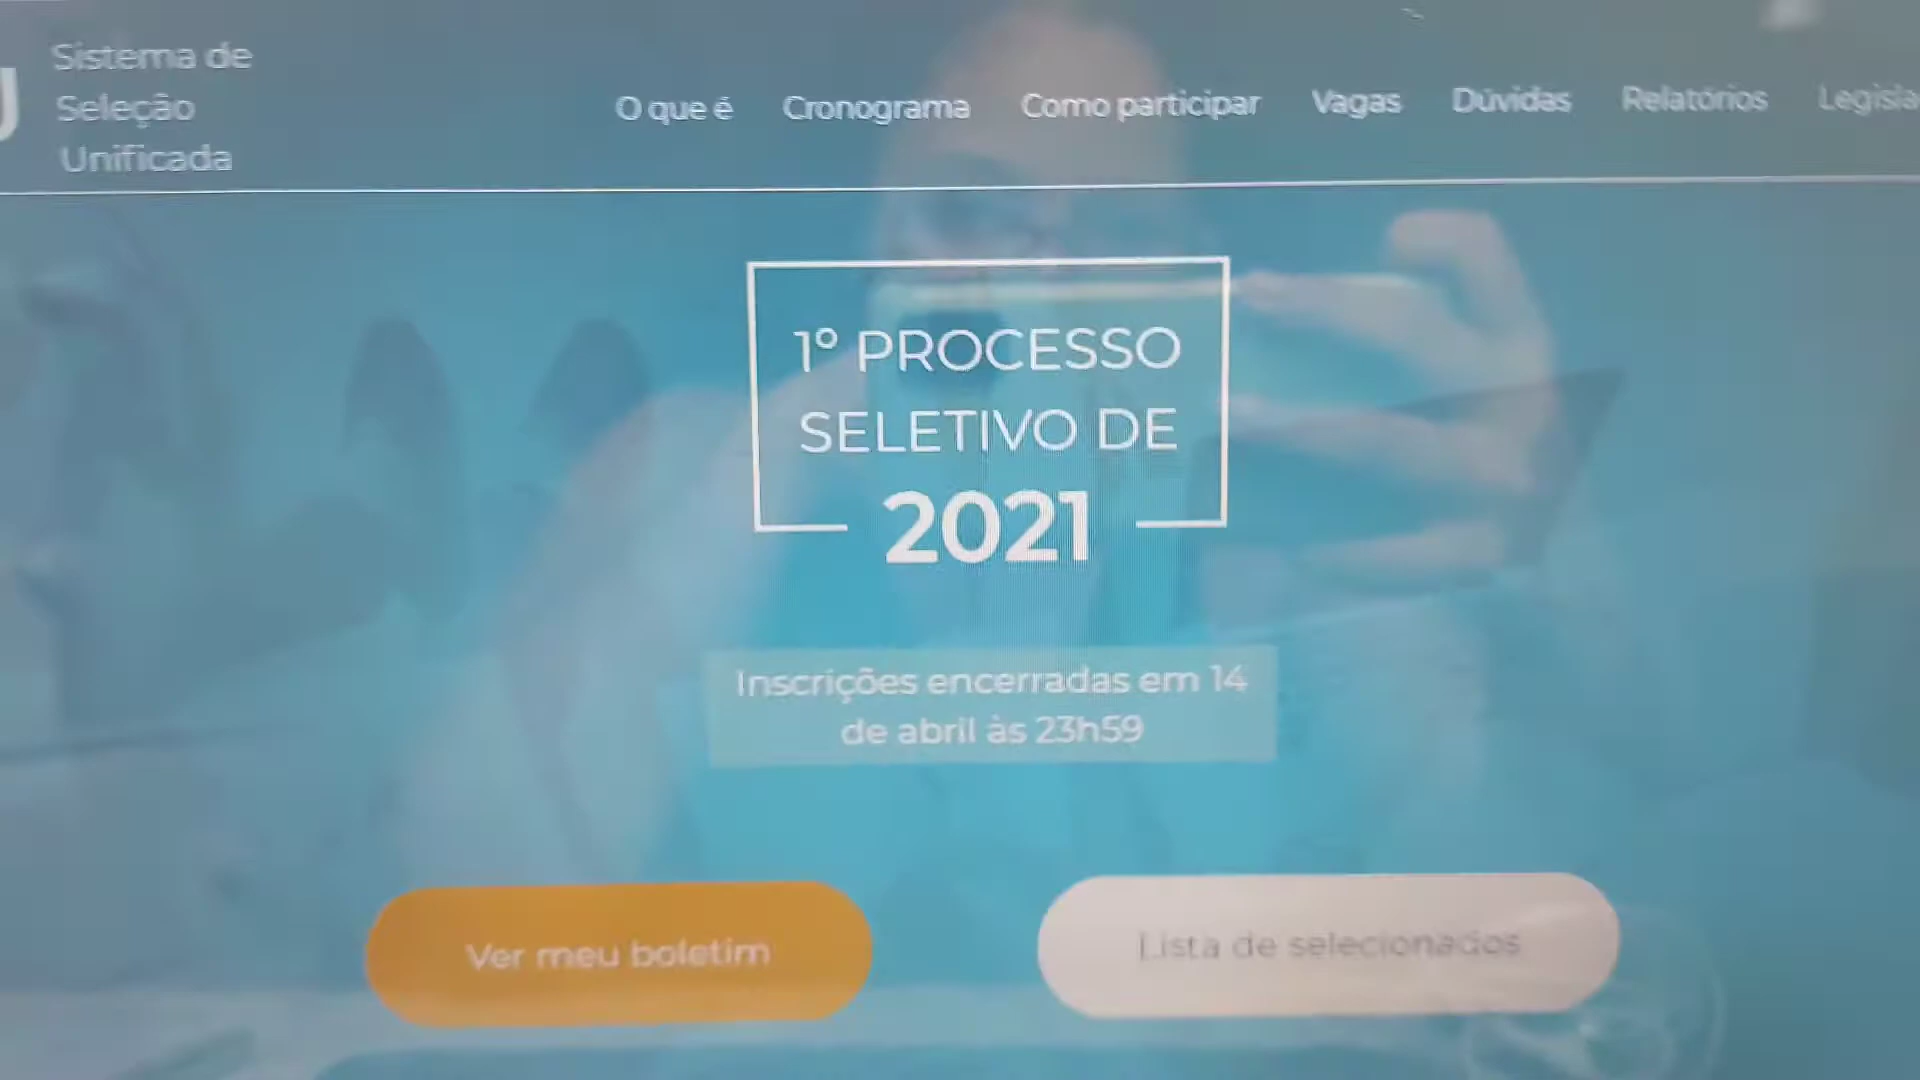 Sistema de
Seleção
Unificada
O que é Cronograma Como participar Vagas Dúvidas Relatórios
1º PROCESSO
SELETIVO DE
2021
Inscrições encerradas em 14
de abril às 23h59
Ver meu boletim
Lista de selecionados